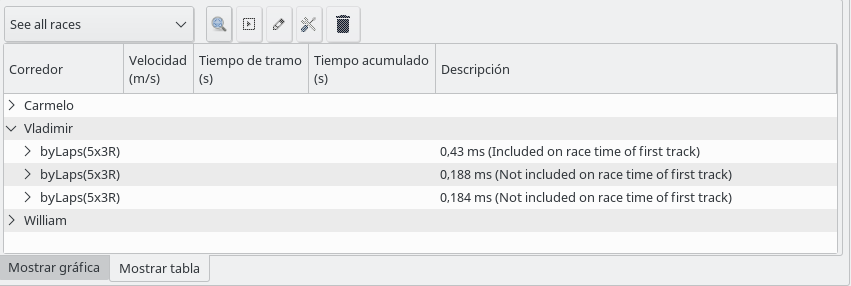 See all races
Corredor
Velocidad
(m/s)
Tiempo de tramo
(s)
Tiempo acumulado
(s)
Descripción
Carmelo
Vladimir
byLaps(5x3R) 0,43 ms (Included on race time of first track)
byLaps(5x3R) 0,188 ms (Not included on race time of first track)
byLaps(5x3R) 0,184 ms (Not included on race time of first track)
William
Mostrar gráfica
Mostrar tabla